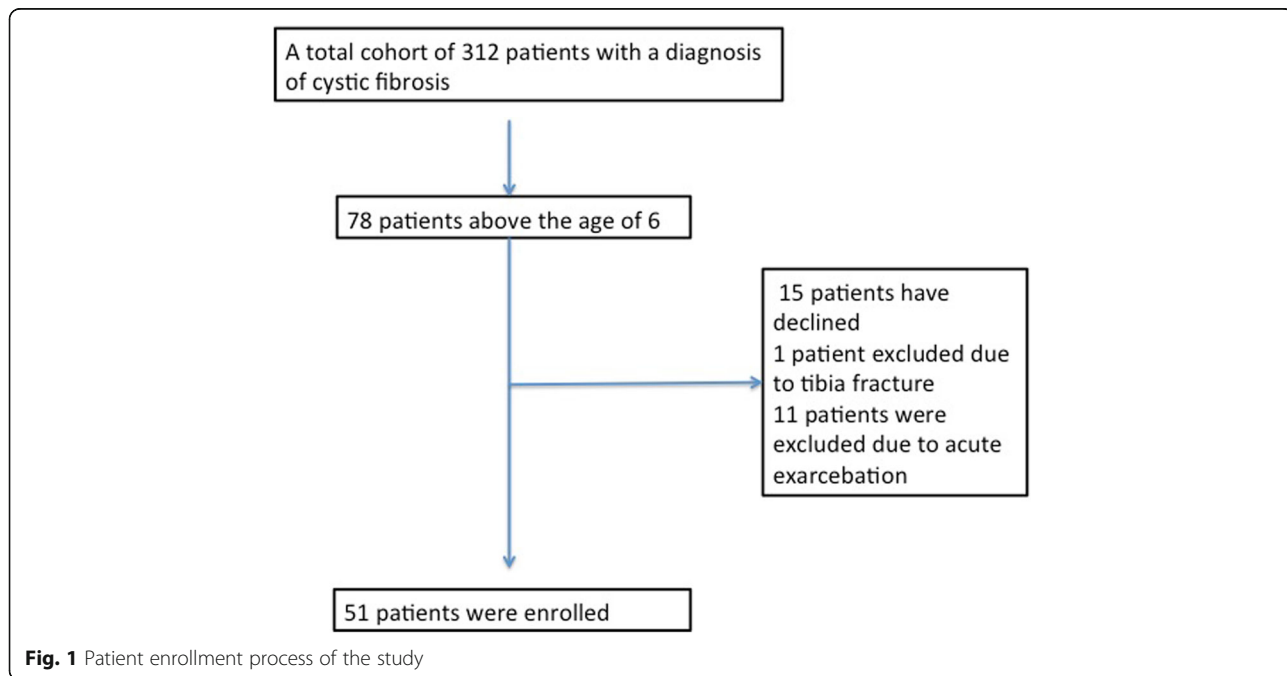 A total cohort of 312 patients with a diagnosis
of cystic fibrosis
78 patients above the age of 6
15 patients have
declined
1 patient excluded due
to tibia fracture
11 patients were
excluded due to acute
exarcebation
51 patients were enrolled
Fig. 1 Patient enrollment process of the study